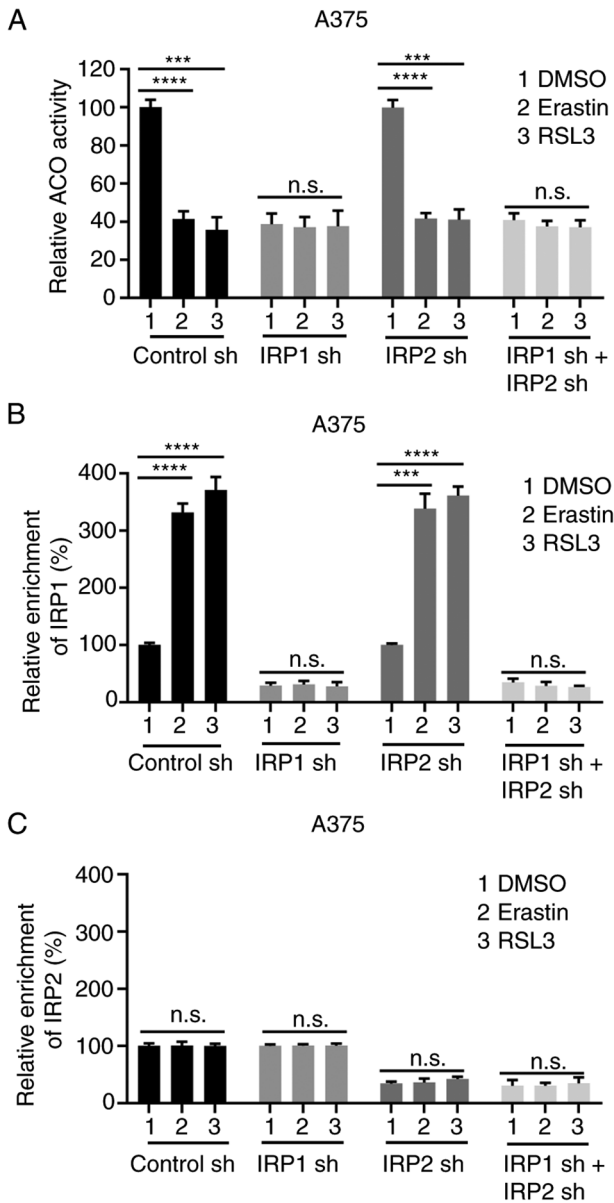 A
A375
Relative ACO activity
120
100
80
60
40
20
0
***
****
n.s.
***
****
n.s.
1 DMSO
2 Erastin
3 RSL3
1 2 3 1 2 3 1 2 3 1 2 3
Control sh IRP1 sh IRP2 sh IRP1 sh +
IRP2 sh
B
A375
Relative enrichment
of IRP1 (%)
400
300
200
100
0
****
****
n.s.
****
***
n.s.
1 DMSO
2 Erastin
3 RSL3
1 2 3 1 2 3 1 2 3 1 2 3
Control sh IRP1 sh IRP2 sh IRP1 sh +
IRP2 sh
C
A375
Relative enrichment
of IRP2 (%)
400
300
200
100
0
n.s.
n.s.
n.s.
n.s.
1 DMSO
2 Erastin
3 RSL3
1 2 3 1 2 3 1 2 3 1 2 3
Control sh IRP1 sh IRP2 sh IRP1 sh +
IRP2 sh